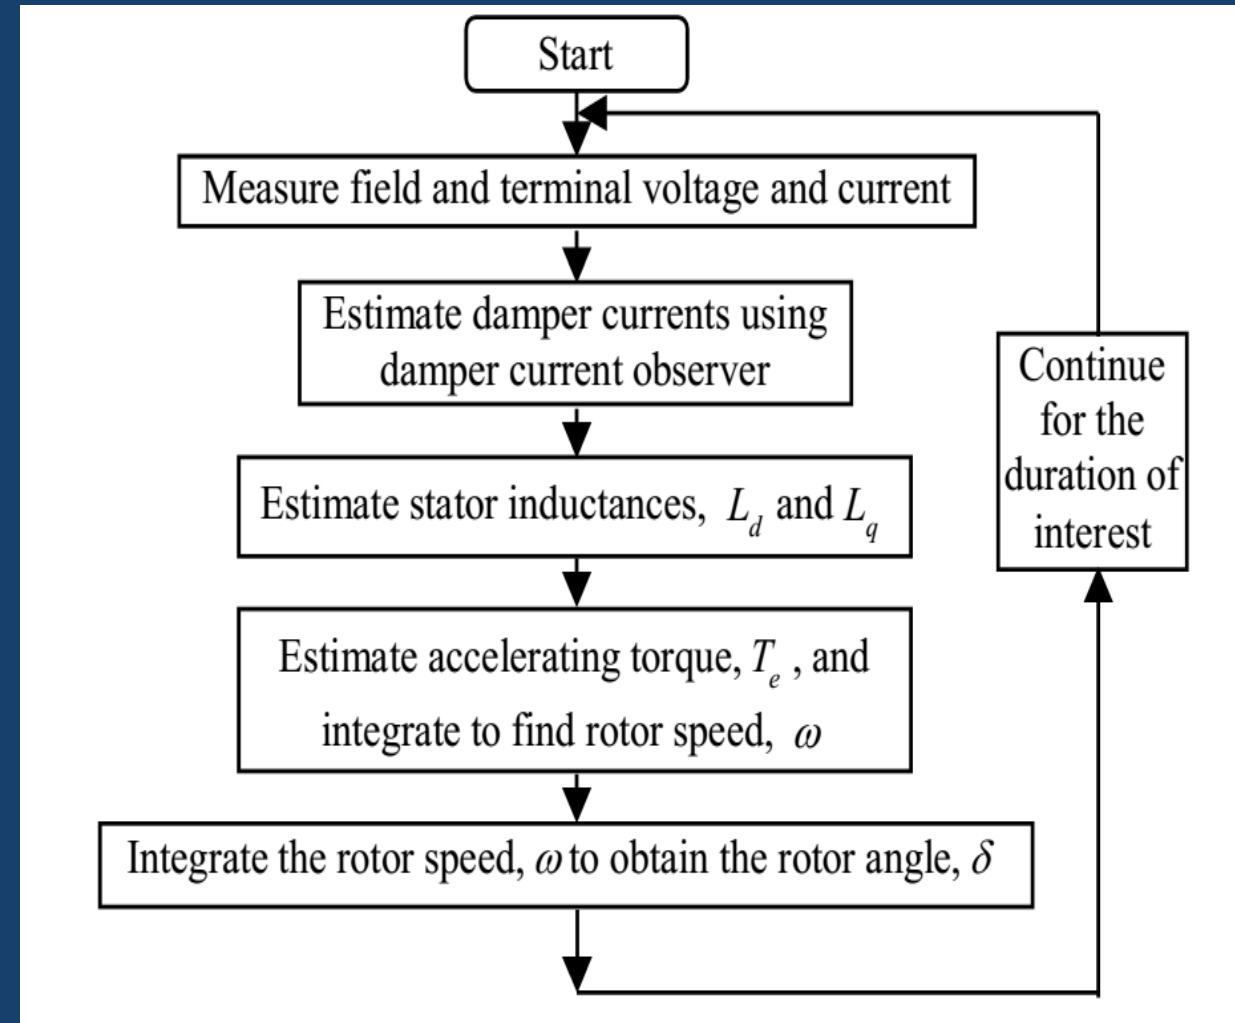 Start
Measure field and terminal voltage and current
Estimate damper currents using
damper current observer
Estimate stator inductances, L_d and L_q
Estimate accelerating torque, T_e , and
integrate to find rotor speed, ω
Integrate the rotor speed, ω to obtain the rotor angle, δ
Continue
for the
duration of
interest